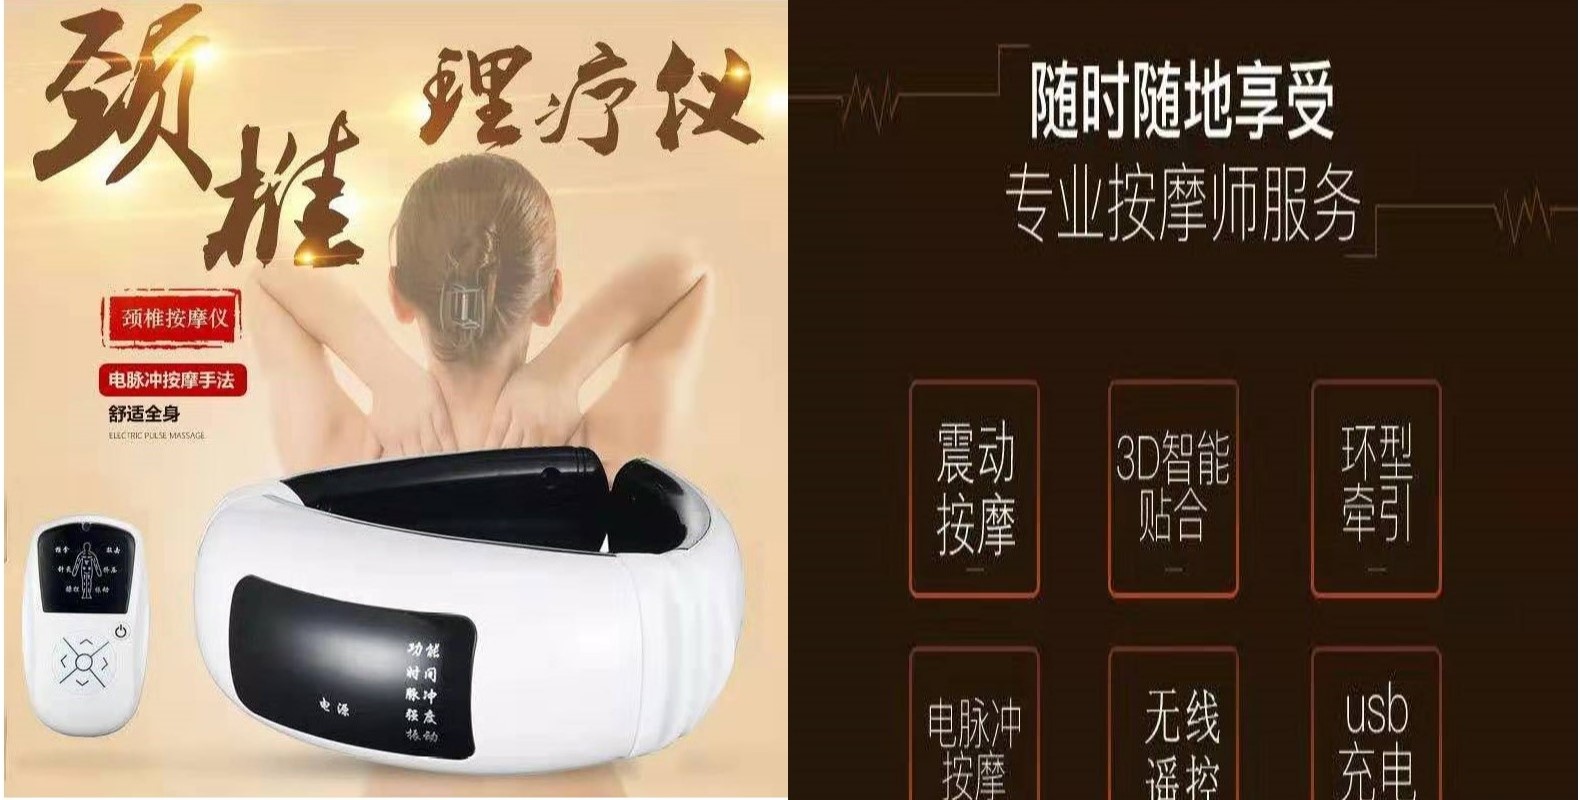 颈椎
理疗仪
颈椎按摩仪
电脉冲按摩手法
舒适全身
ELECTRIC PULSE MASSAGE
功能
时间
脉冲
强度
振动
电源
随时随地享受
专业按摩师服务
震动
按摩
3D智能
贴合
环型
牵引
电脉冲
按摩
无线
遥控
usb
充电